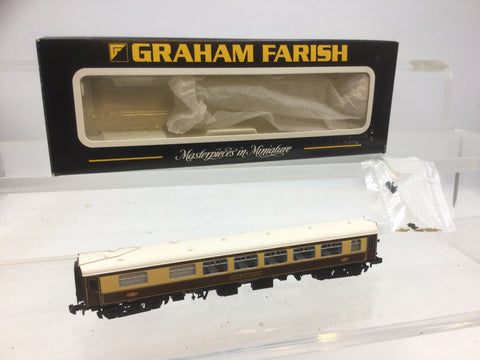 GRAHAM FARISH
Masterpieces in Miniature